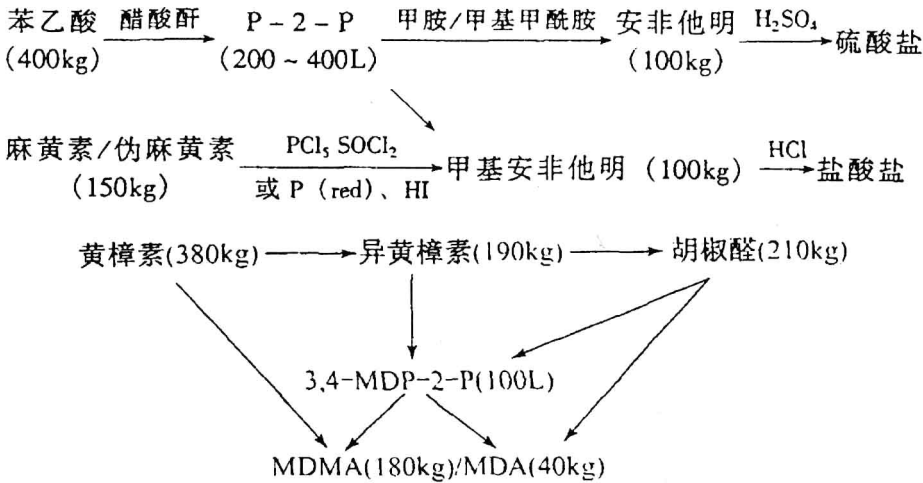 苯乙酸 醋酸酐 P-2-P 甲胺/甲基甲酰胺 安非他明 H₂SO₄ 硫酸盐
(400kg) (200～400L) (100kg)
麻黄素/伪麻黄素 PCl₅ SOCl₂ 甲基安非他明 (100kg) HCl 盐酸盐
(150kg) 或 P (red)、HI
黄樟素(380kg) 异黄樟素(190kg) 胡椒醛(210kg)
3,4-MDP-2-P(100L)
MDMA(180kg)/MDA(40kg)